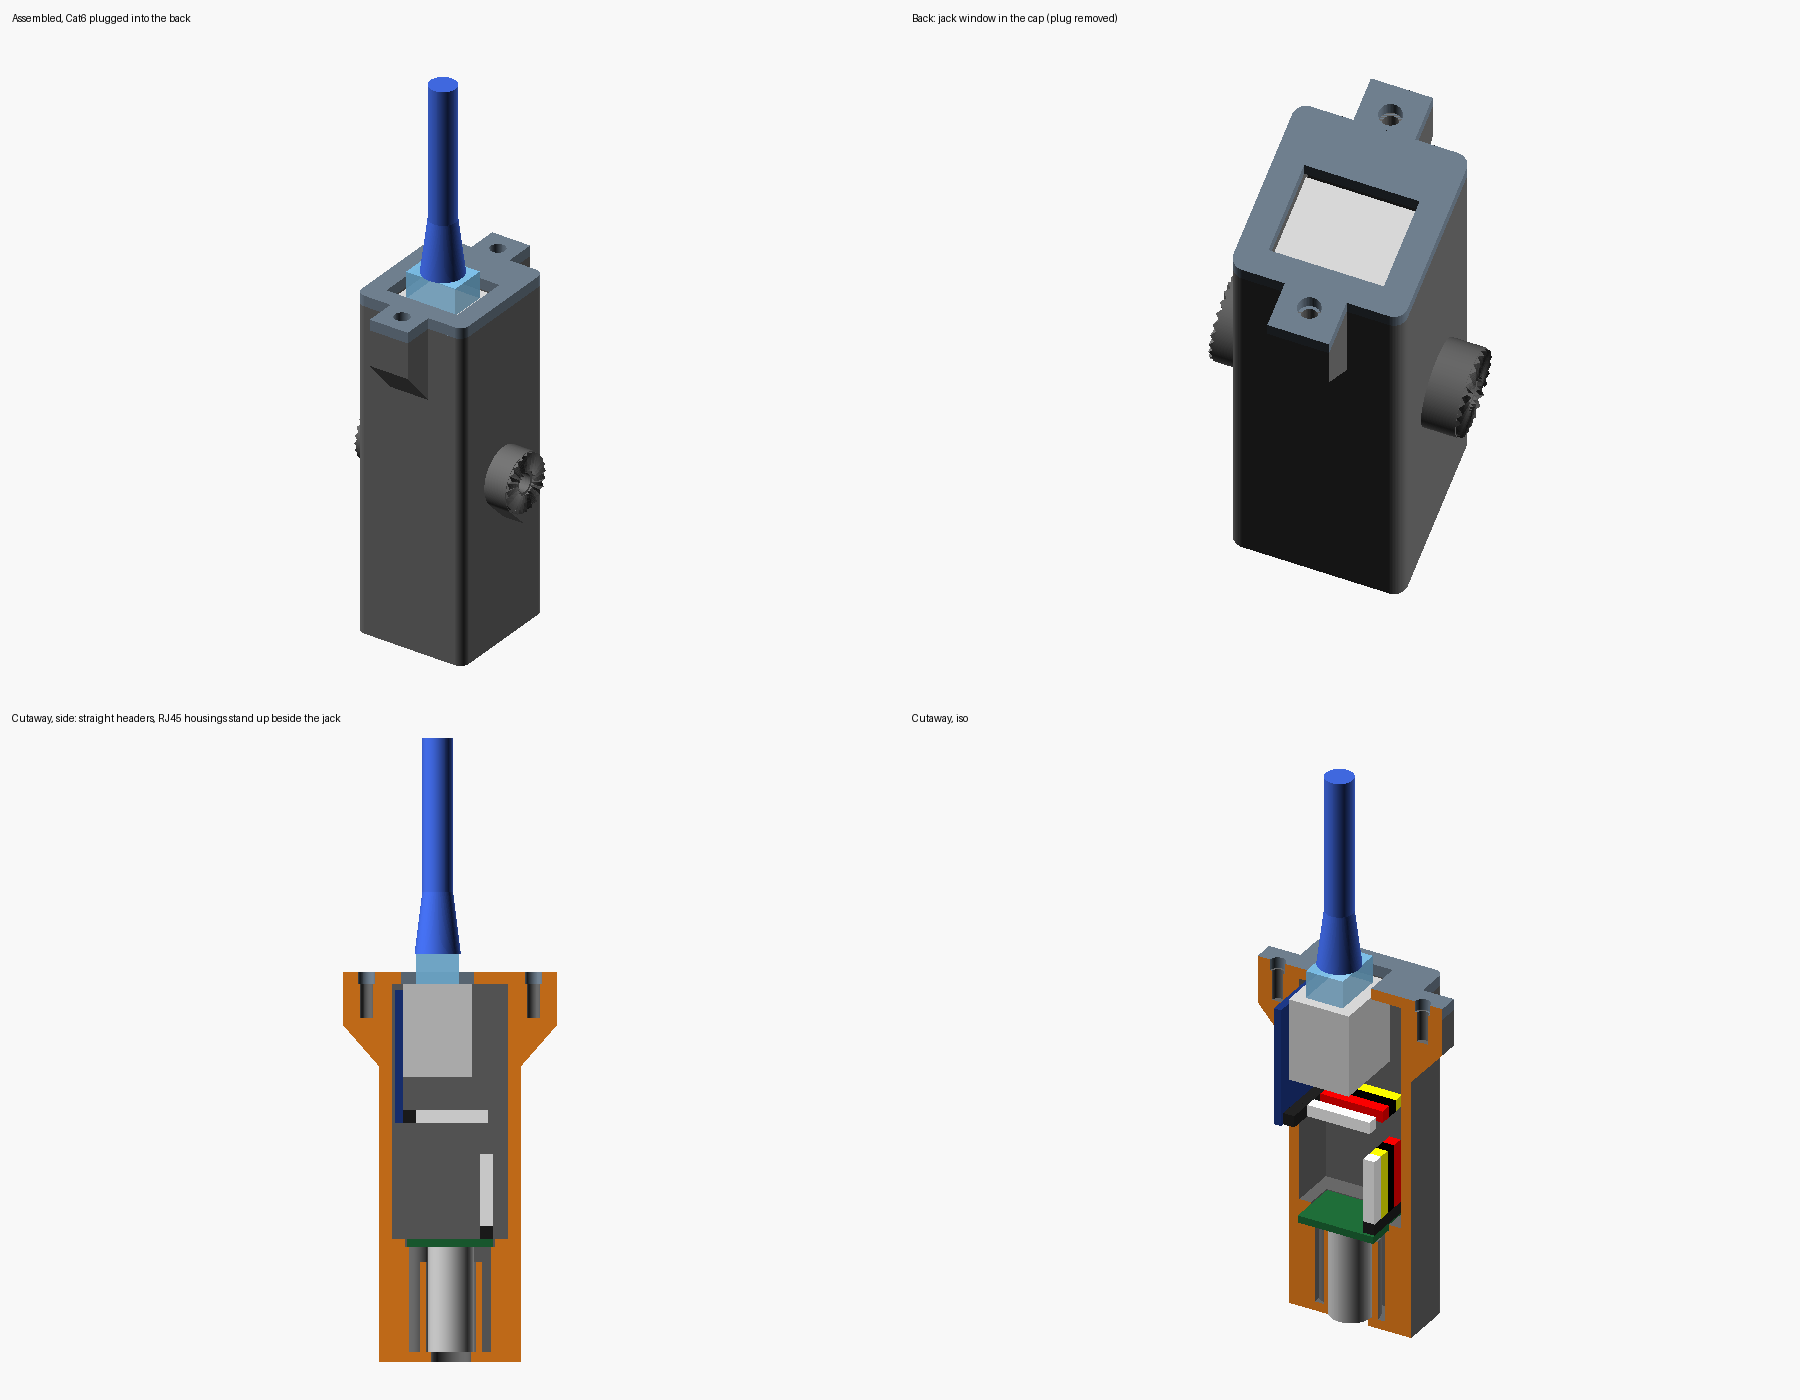 Assembled, Cat6 plugged into the back
Back: jack window in the cap (plug removed)
Cutaway, side: straight headers, RJ45 housings stand up beside the jack
Cutaway, iso